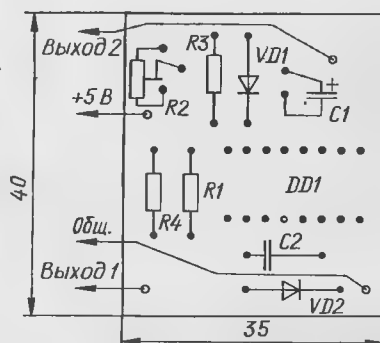 Выход 2
R3
VD1
+
+5 В
R2
C1
40
R4
R1
DD1
Общ.
C2
Выход 1
VD2
35